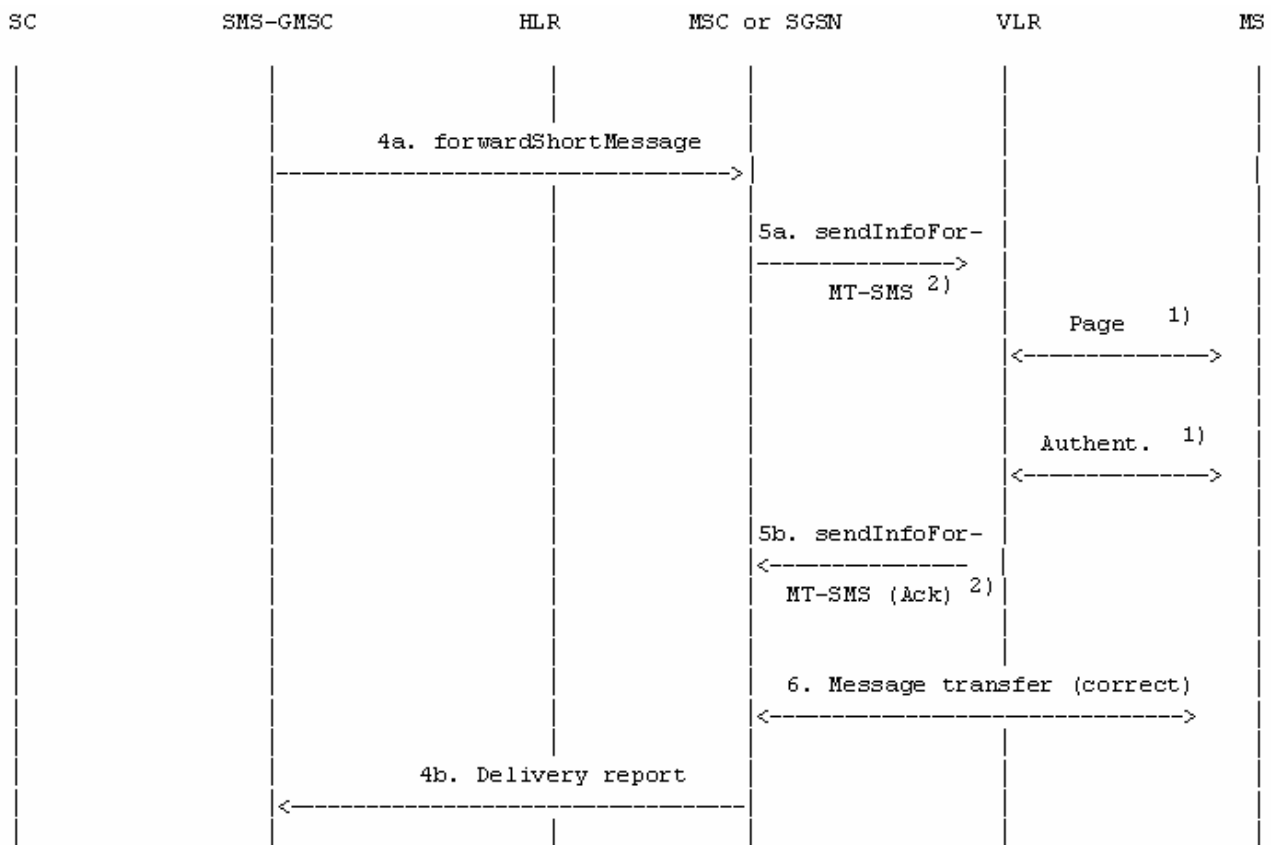 SC SMS-GMSC HLR MSC or SGSN VLR MS
4a. forwardShortMessage
5a. sendInfoFor-
MT-SMS 2)
Page 1)
Authent. 1)
5b. sendInfoFor-
MT-SMS (Ack) 2)
6. Message transfer (correct)
4b. Delivery report